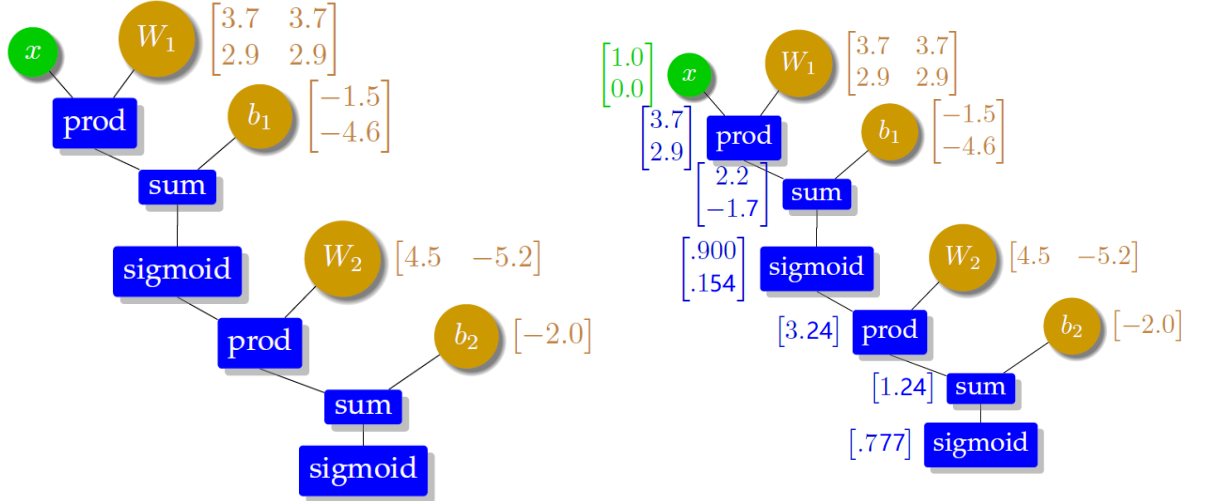 x
W₁
[3.7 3.7
2.9 2.9]
prod
b₁
[−1.5
−4.6]
sum
sigmoid
W₂
[4.5 −5.2]
prod
b₂
[−2.0]
sum
sigmoid
[1.0
0.0]
x
W₁
[3.7 3.7
2.9 2.9]
[3.7
2.9]
prod
b₁
[−1.5
−4.6]
[2.2
−1.7]
sum
[.900
.154]
sigmoid
W₂
[4.5 −5.2]
[3.24]
prod
b₂
[−2.0]
[1.24]
sum
[.777]
sigmoid